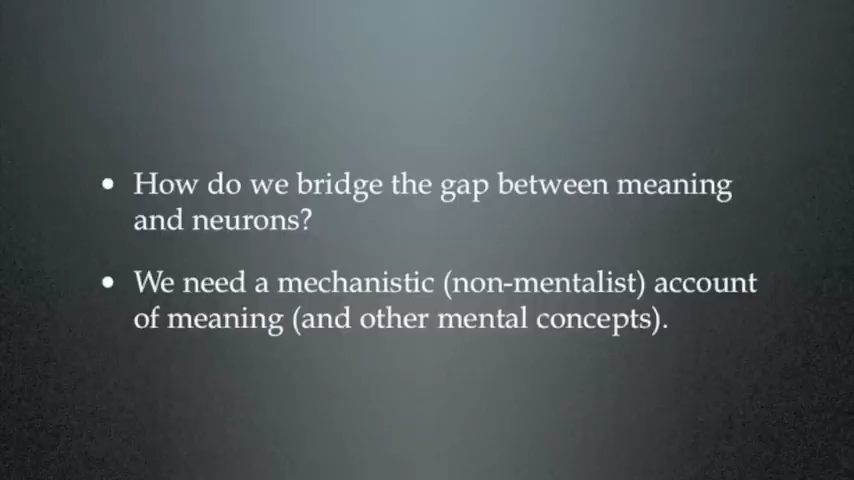 • How do we bridge the gap between meaning
and neurons?
• We need a mechanistic (non-mentalist) account
of meaning (and other mental concepts).